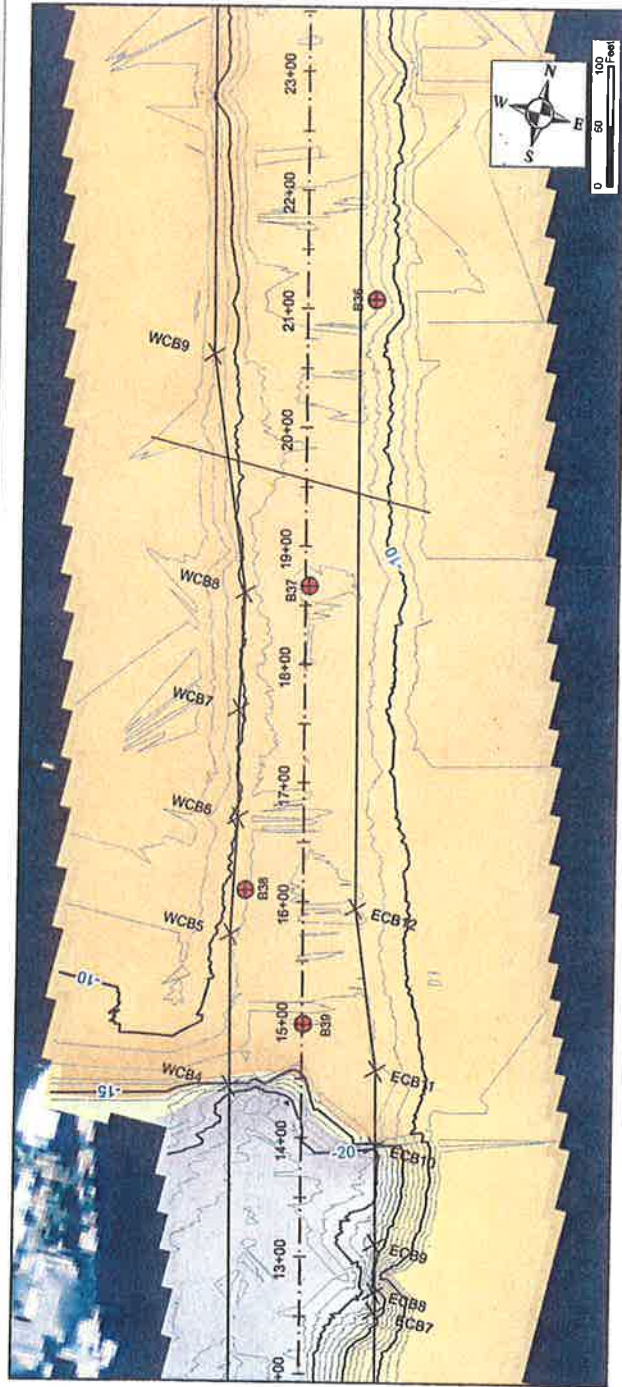 23+00
22+00
21+00
20+00
19+00
18+00
17+00
16+00
15+00
14+00
13+00
+00
WCB9
WCB8
WCB7
WCB6
WCB5
WCB4
B36
B37
B38
B39
ECB12
ECB11
ECB10
ECB9
ECB8
ECB7
-10
-10
-15
-20
N
W
E
S
0 50 100
Feet